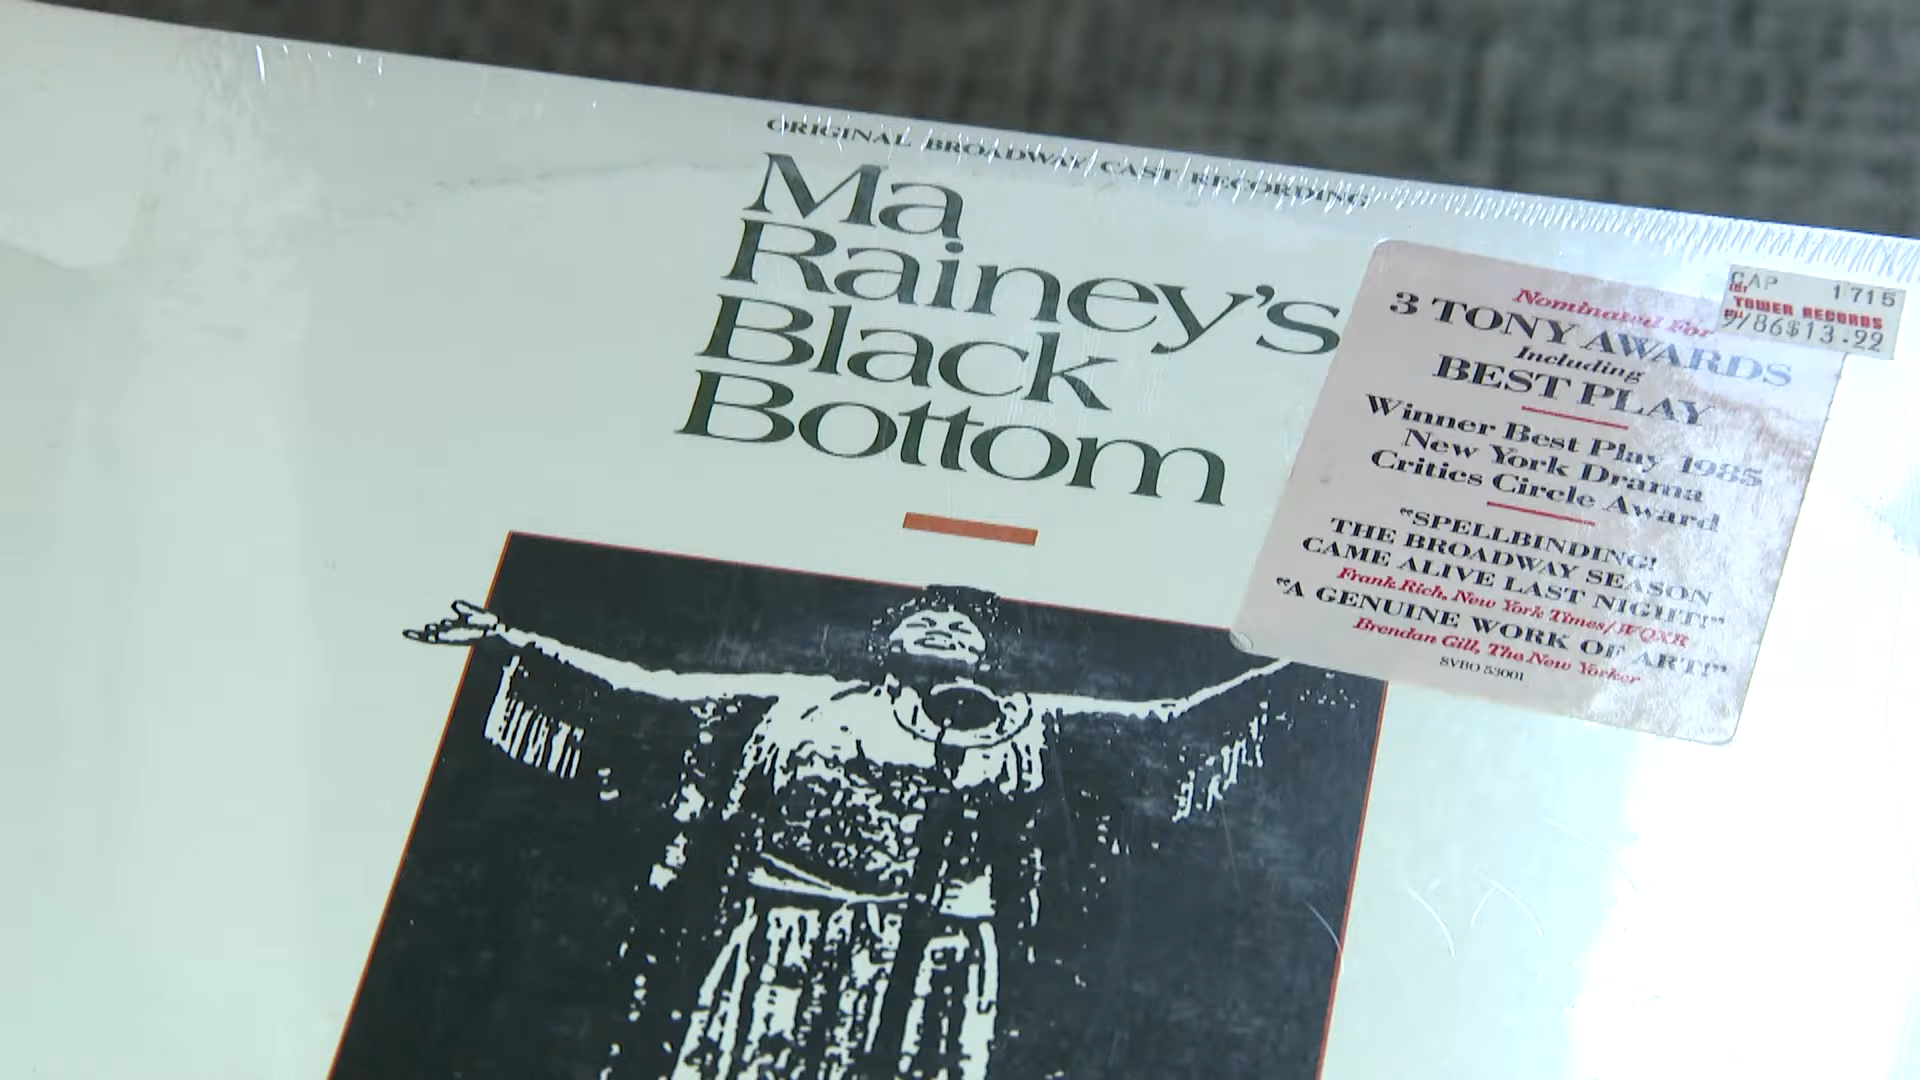 ORIGINAL BROADWAY CAST RECORDING
Ma
Rainey's
Black
Bottom
Nominated For
3 TONY AWARDS
Including
BEST PLAY
Winner Best Play 1985
New York Drama
Critics Circle Award
"SPELLBINDING!
THE BROADWAY SEASON
CAME ALIVE LAST NIGHT!"
Frank Rich, New York Times/WQXR
"A GENUINE WORK OF ART!"
Brendan Gill, The New Yorker
SVBO 53001
CAP 1715
TOWER RECORDS
9/86$13.99